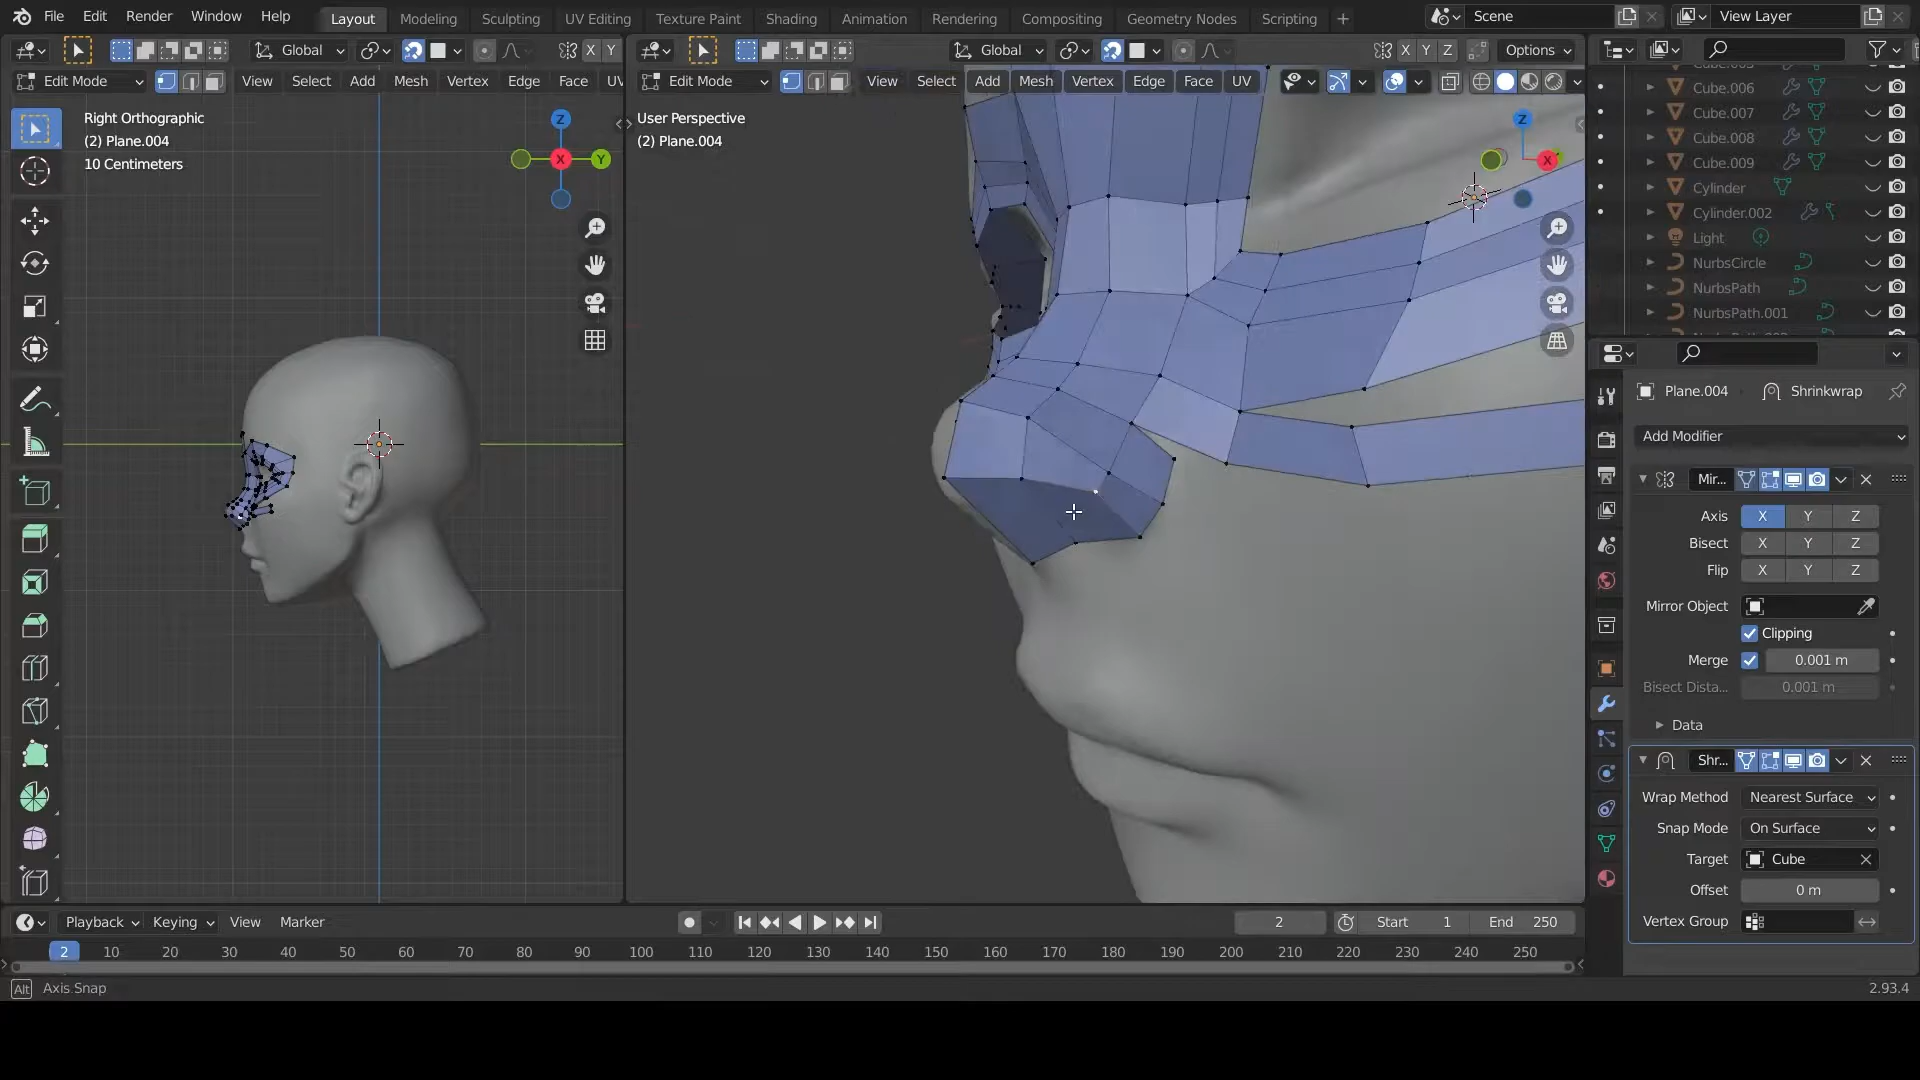 File Edit Render Window Help Layout Modeling Sculpting UV Editing Texture Paint Shading Animation Rendering Compositing Geometry Nodes Scripting + Scene View Layer
Global X Y Global X Y Z Options
Edit Mode View Select Add Mesh Vertex Edge Face UV Edit Mode View Select Add Mesh Vertex Edge Face UV
Right Orthographic
(2) Plane.004
10 Centimeters
Z
Y
X
User Perspective
(2) Plane.004
Z
X
Cube.006
Cube.007
Cube.008
Cube.009
Cylinder
Cylinder.002
Light
NurbsCircle
NurbsPath
NurbsPath.001
Plane.004 Shrinkwrap
Add Modifier
Mir...
Axis X Y Z
Bisect X Y Z
Flip X Y Z
Mirror Object
Clipping
Merge 0.001 m
Bisect Dista... 0.001 m
Data
Shr...
Wrap Method Nearest Surface
Snap Mode On Surface
Target Cube
Offset 0 m
Vertex Group
Playback Keying View Marker 2 Start 1 End 250
2 10 20 30 40 50 60 70 80 90 100 110 120 130 140 150 160 170 180 190 200 210 220 230 240 250
Alt Axis Snap 2.93.4